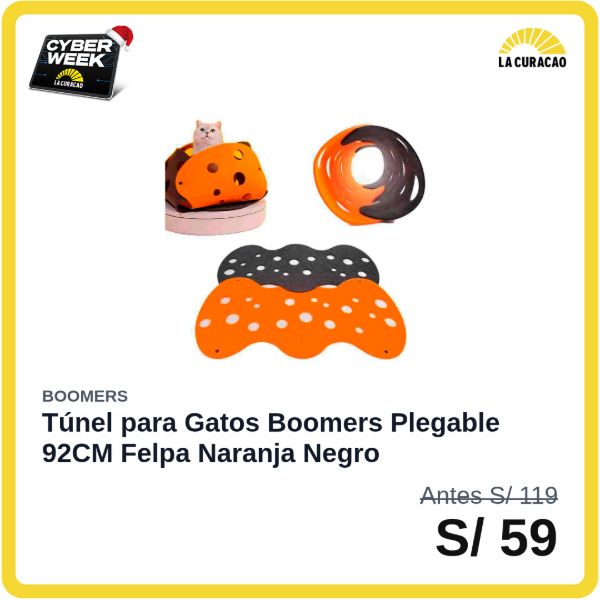 CYBER
WEEK
LA CURACAO
LA CURACAO
BOOMERS
Túnel para Gatos Boomers Plegable
92CM Felpa Naranja Negro
Antes S/ 119
S/ 59